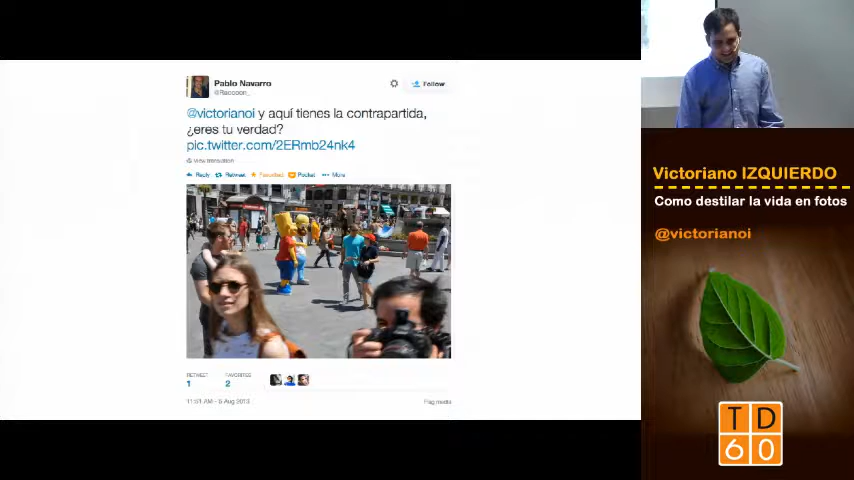 Pablo Navarro
@Raccoon_
Follow
@victorianoi y aquí tienes la contrapartida,
¿eres tu verdad?
pic.twitter.com/2ERmb24nk4
View translation
Reply Retweet Favorited Pocket More
RETWEET FAVORITES
1 2
11:51 AM - 5 Aug 2013
Flag media
Victoriano IZQUIERDO
Como destilar la vida en fotos
@victorianoi
TD
60